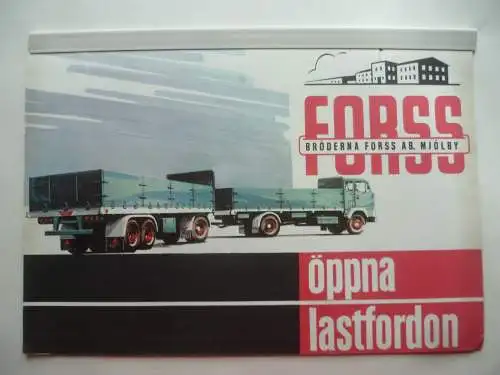 FORSS
BRÖDERNA FORSS AB. MJÖLBY
öppna
lastfordon